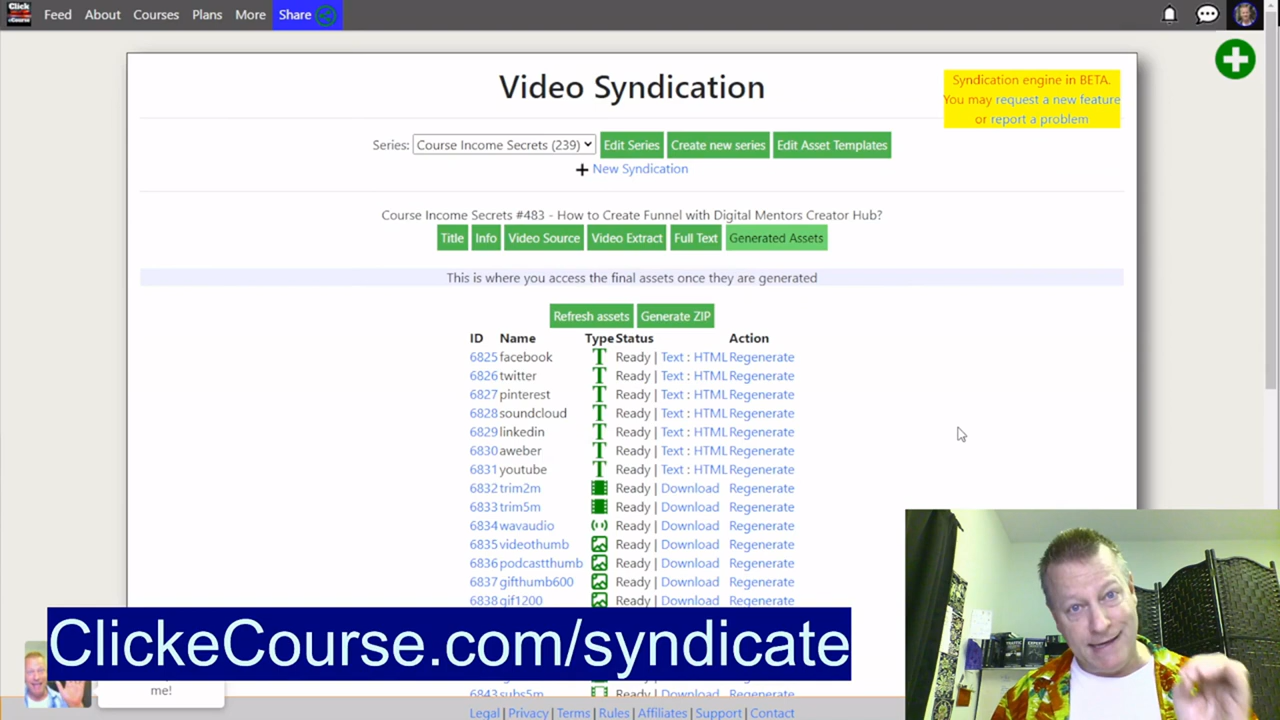 Click
eCourse
Feed About Courses Plans More Share
Video Syndication
Syndication engine in BETA.
You may request a new feature
or report a problem
Series: Course Income Secrets (239) Edit Series Create new series Edit Asset Templates
New Syndication
Course Income Secrets #483 - How to Create Funnel with Digital Mentors Creator Hub?
Title Info Video Source Video Extract Full Text Generated Assets
This is where you access the final assets once they are generated
Refresh assets Generate ZIP
ID Name Type Status Action
6825 facebook T Ready | Text : HTML Regenerate
6826 twitter T Ready | Text : HTML Regenerate
6827 pinterest T Ready | Text : HTML Regenerate
6828 soundcloud T Ready | Text : HTML Regenerate
6829 linkedin T Ready | Text : HTML Regenerate
6830 aweber T Ready | Text : HTML Regenerate
6831 youtube T Ready | Text : HTML Regenerate
6832 trim2m Ready | Download Regenerate
6833 trim5m Ready | Download Regenerate
6834 wavaudio Ready | Download Regenerate
6835 videothumb Ready | Download Regenerate
6836 podcastthumb Ready | Download Regenerate
6837 gifthumb600 Ready | Download Regenerate
6838 gif1200 Ready | Download Regenerate
ClickeCourse.com/syndicate
me!
6843 subs5m Ready | Download Regenerate
Legal | Privacy | Terms | Rules | Affiliates | Support | Contact